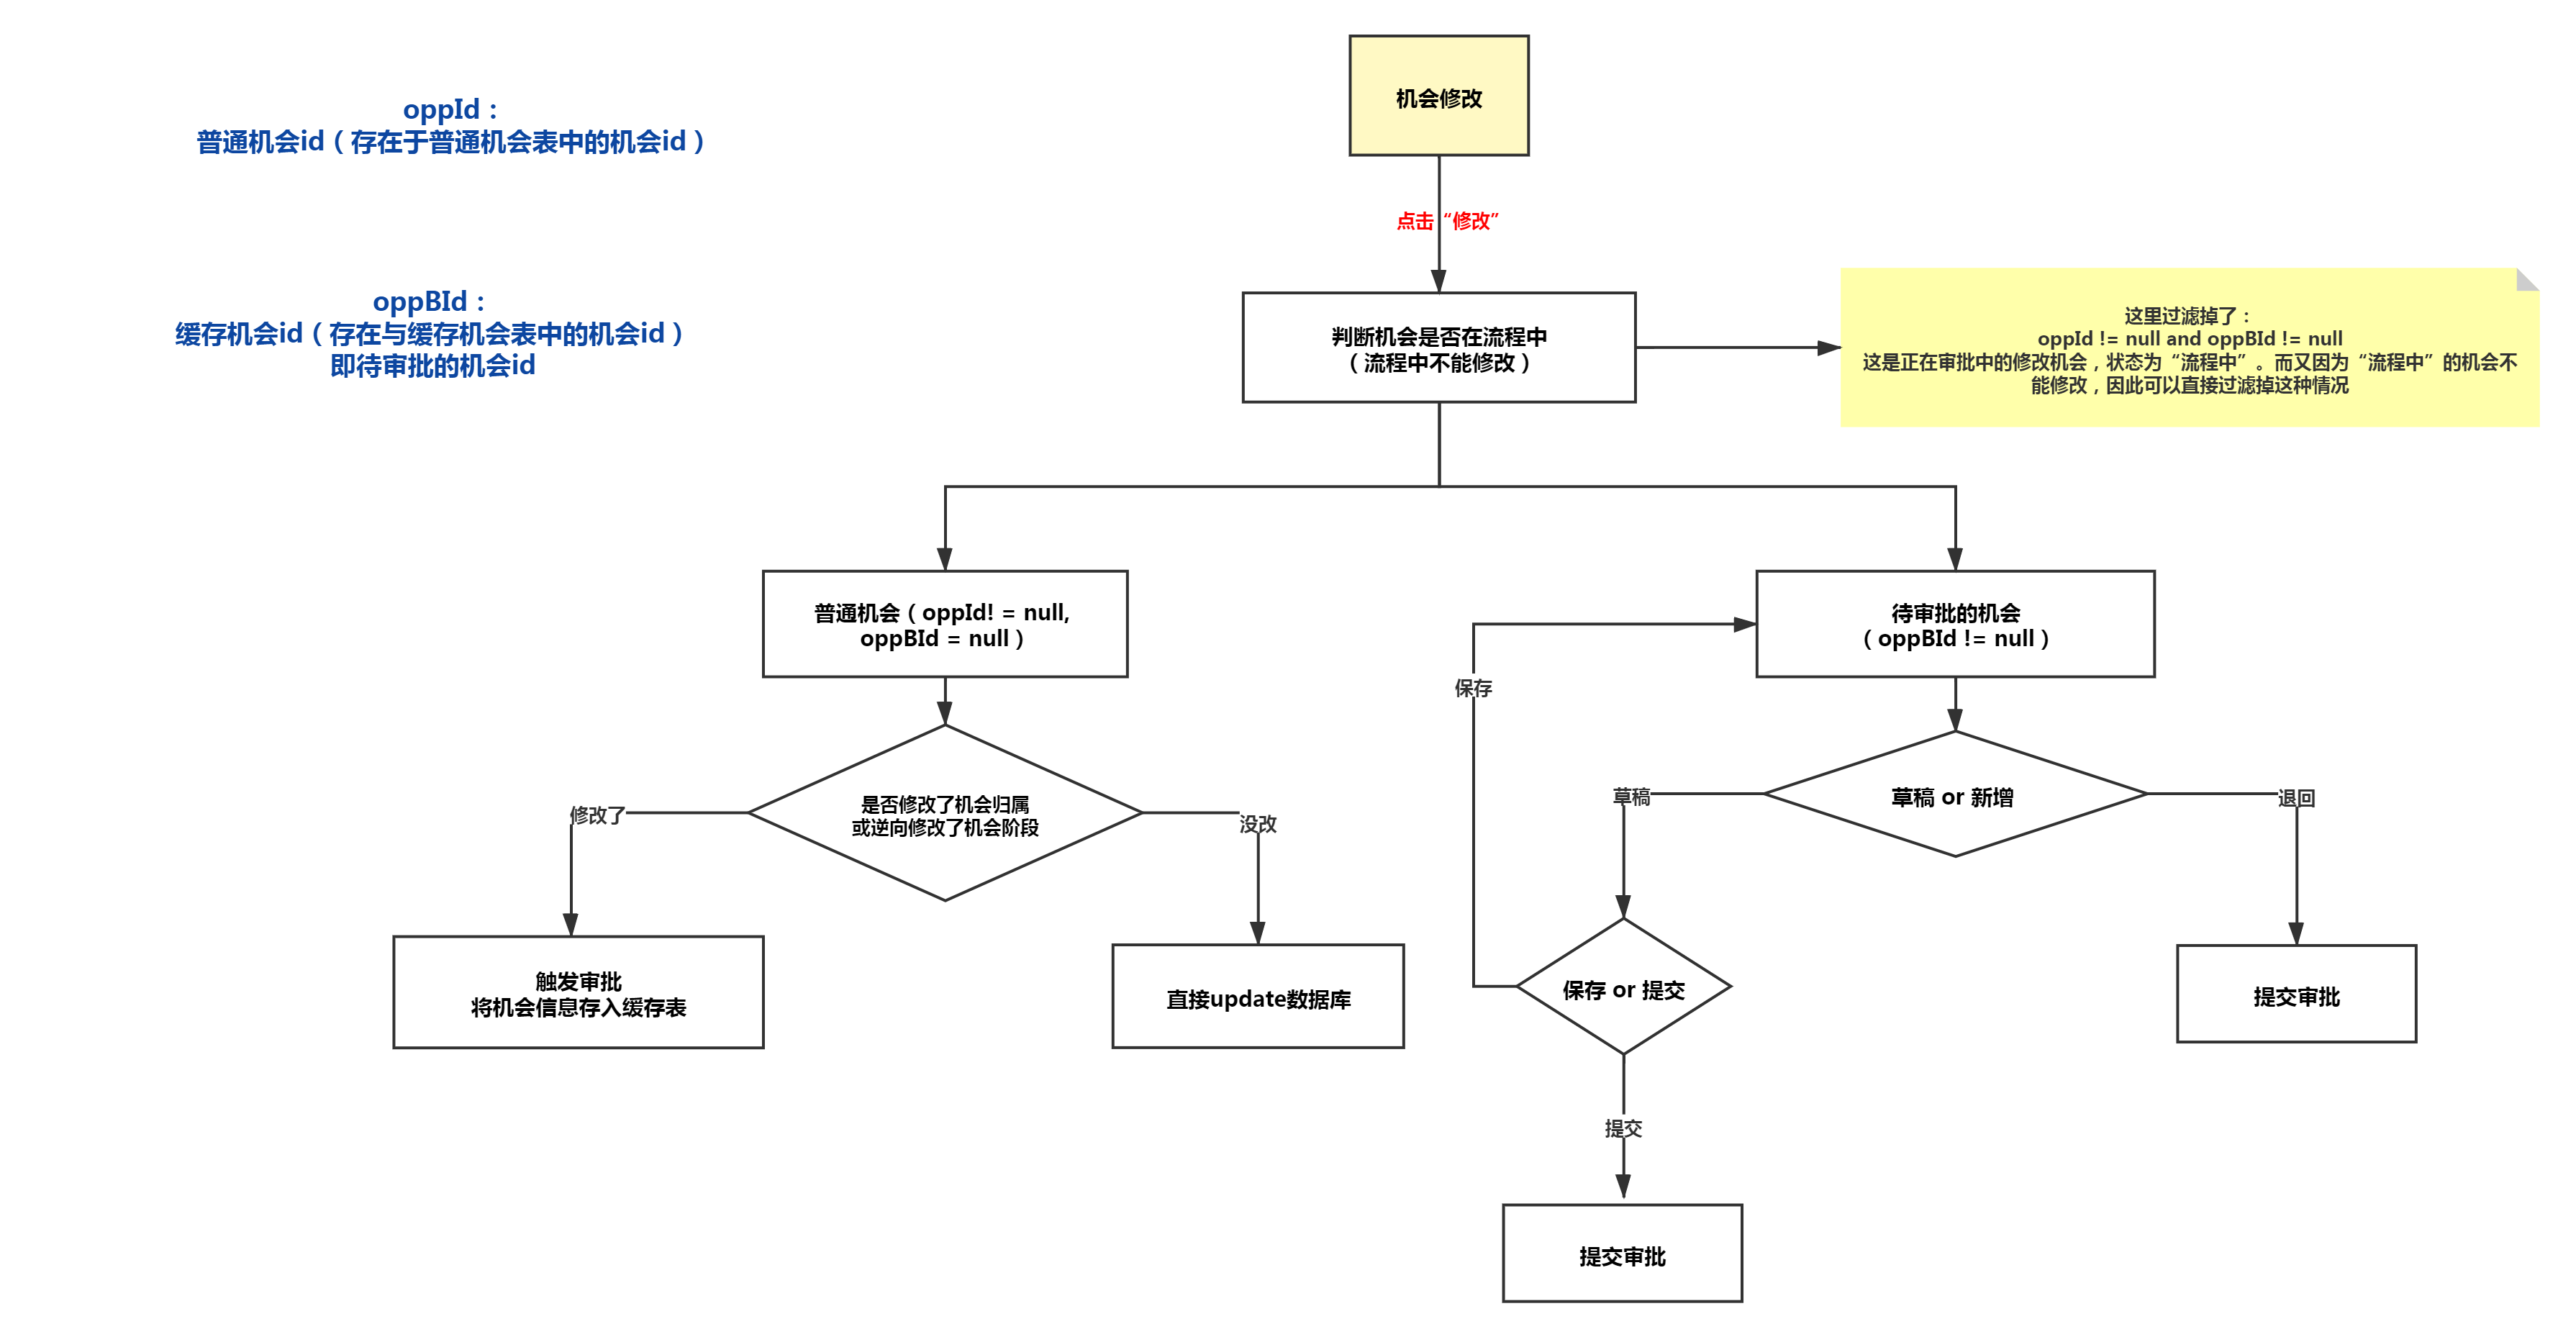 机会修改
oppId：
普通机会id（存在于普通机会表中的机会id）
点击“修改”
oppBId：
缓存机会id（存在与缓存机会表中的机会id）
即待审批的机会id
判断机会是否在流程中
（流程中不能修改）
这里过滤掉了：
oppId != null and oppBId != null
这是正在审批中的修改机会，状态为“流程中”。而又因为“流程中”的机会不
能修改，因此可以直接过滤掉这种情况
普通机会（oppId! = null,
oppBId = null）
待审批的机会
（oppBId != null）
保存
是否修改了机会归属
或逆向修改了机会阶段
修改了
没改
草稿 or 新增
草稿
退回
触发审批
将机会信息存入缓存表
直接update数据库
保存 or 提交
提交审批
提交
提交审批